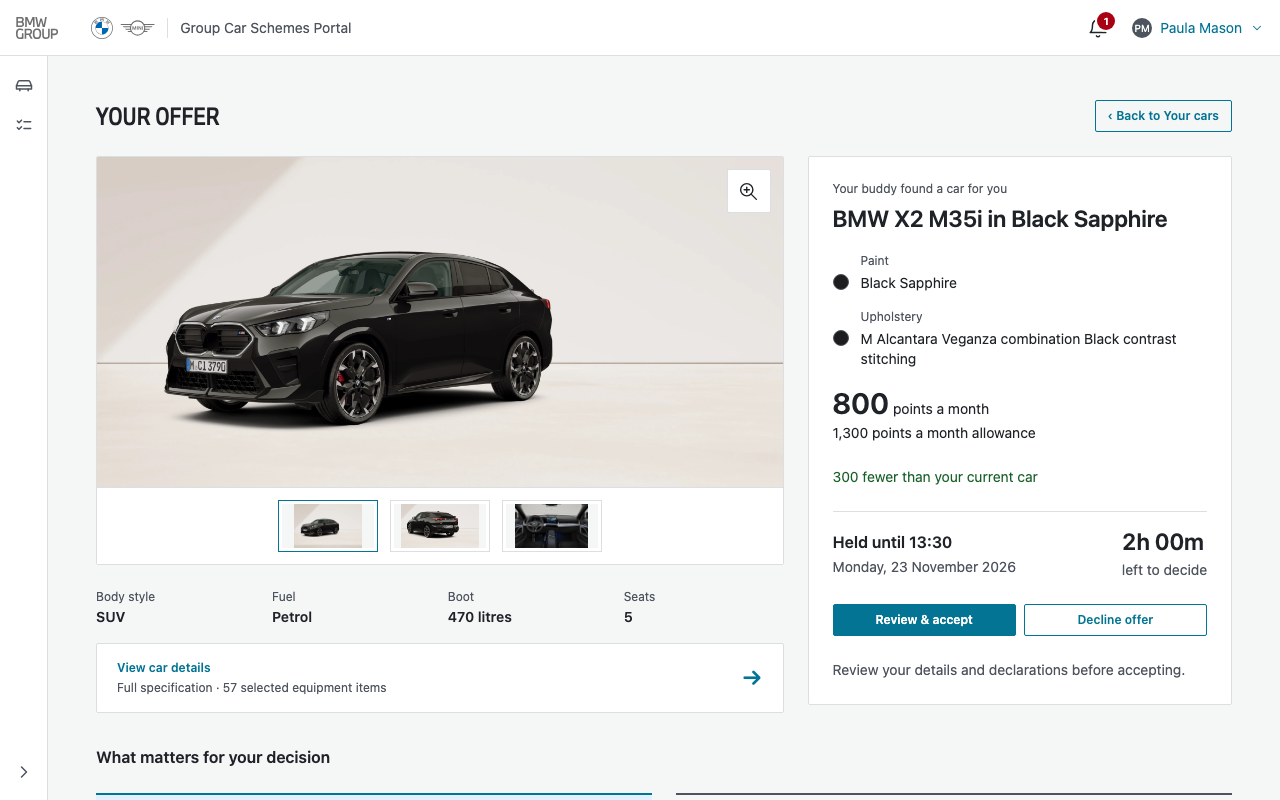 BMW
GROUP
MINI
Group Car Schemes Portal
1
PM
Paula Mason
YOUR OFFER
‹ Back to Your cars
M CI 3790
Your buddy found a car for you
BMW X2 M35i in Black Sapphire
Paint
Black Sapphire
Upholstery
M Alcantara Veganza combination Black contrast
stitching
800 points a month
1,300 points a month allowance
300 fewer than your current car
Held until 13:30
Monday, 23 November 2026
2h 00m
left to decide
Review & accept
Decline offer
Review your details and declarations before accepting.
Body style
SUV
Fuel
Petrol
Boot
470 litres
Seats
5
View car details
Full specification · 57 selected equipment items
What matters for your decision